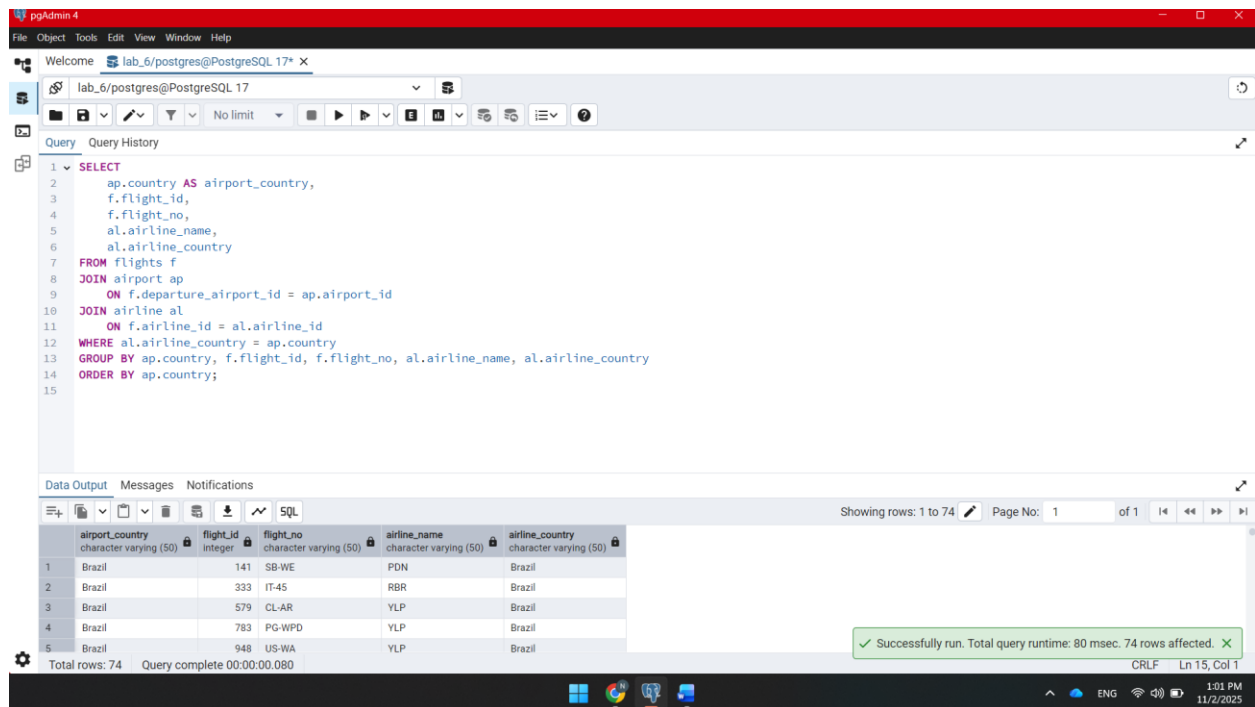 pgAdmin 4
File Object Tools Edit View Window Help
Welcome lab_6/postgres@PostgreSQL 17*
lab_6/postgres@PostgreSQL 17
No limit
E
Query Query History
1 SELECT
2 ap.country AS airport_country,
3 f.flight_id,
4 f.flight_no,
5 al.airline_name,
6 al.airline_country
7 FROM flights f
8 JOIN airport ap
9 ON f.departure_airport_id = ap.airport_id
10 JOIN airline al
11 ON f.airline_id = al.airline_id
12 WHERE al.airline_country = ap.country
13 GROUP BY ap.country, f.flight_id, f.flight_no, al.airline_name, al.airline_country
14 ORDER BY ap.country;
15
Data Output Messages Notifications
SQL Showing rows: 1 to 74 Page No: 1 of 1
airport_country flight_id flight_no airline_name airline_country
character varying (50) integer character varying (50) character varying (50) character varying (50)
1 Brazil 141 SB-WE PDN Brazil
2 Brazil 333 IT-45 RBR Brazil
3 Brazil 579 CL-AR YLP Brazil
4 Brazil 783 PG-WPD YLP Brazil
5 Brazil 948 US-WA YLP Brazil
Successfully run. Total query runtime: 80 msec. 74 rows affected.
Total rows: 74 Query complete 00:00:00.080 CRLF Ln 15, Col 1
ENG 1:01 PM
11/2/2025